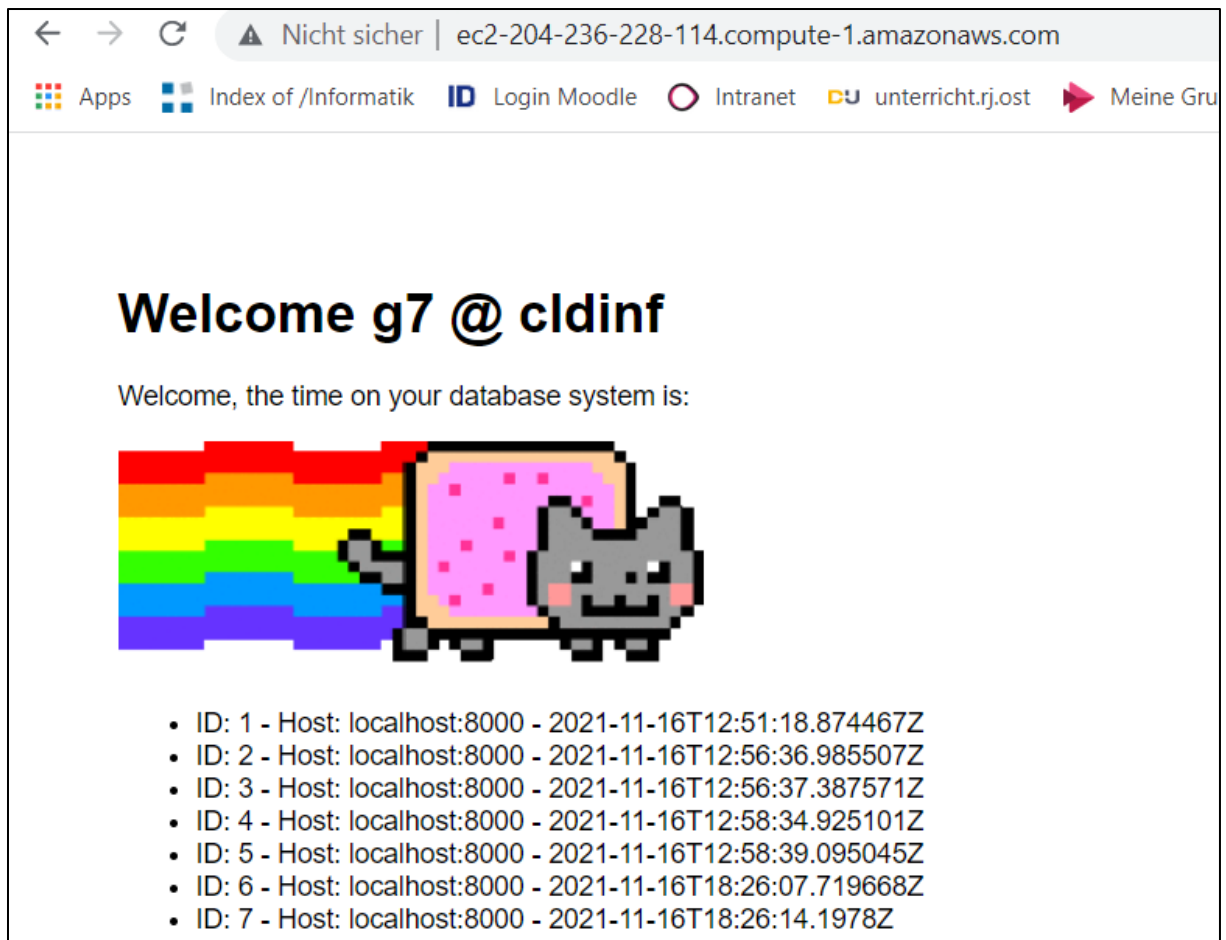 Nicht sicher | ec2-204-236-228-114.compute-1.amazonaws.com
Apps Index of /Informatik ID Login Moodle Intranet CU unterricht.rj.ost Meine Gru
Welcome g7 @ cldinf
Welcome, the time on your database system is:
• ID: 1 - Host: localhost:8000 - 2021-11-16T12:51:18.874467Z
• ID: 2 - Host: localhost:8000 - 2021-11-16T12:56:36.985507Z
• ID: 3 - Host: localhost:8000 - 2021-11-16T12:56:37.387571Z
• ID: 4 - Host: localhost:8000 - 2021-11-16T12:58:34.925101Z
• ID: 5 - Host: localhost:8000 - 2021-11-16T12:58:39.095045Z
• ID: 6 - Host: localhost:8000 - 2021-11-16T18:26:07.719668Z
• ID: 7 - Host: localhost:8000 - 2021-11-16T18:26:14.1978Z